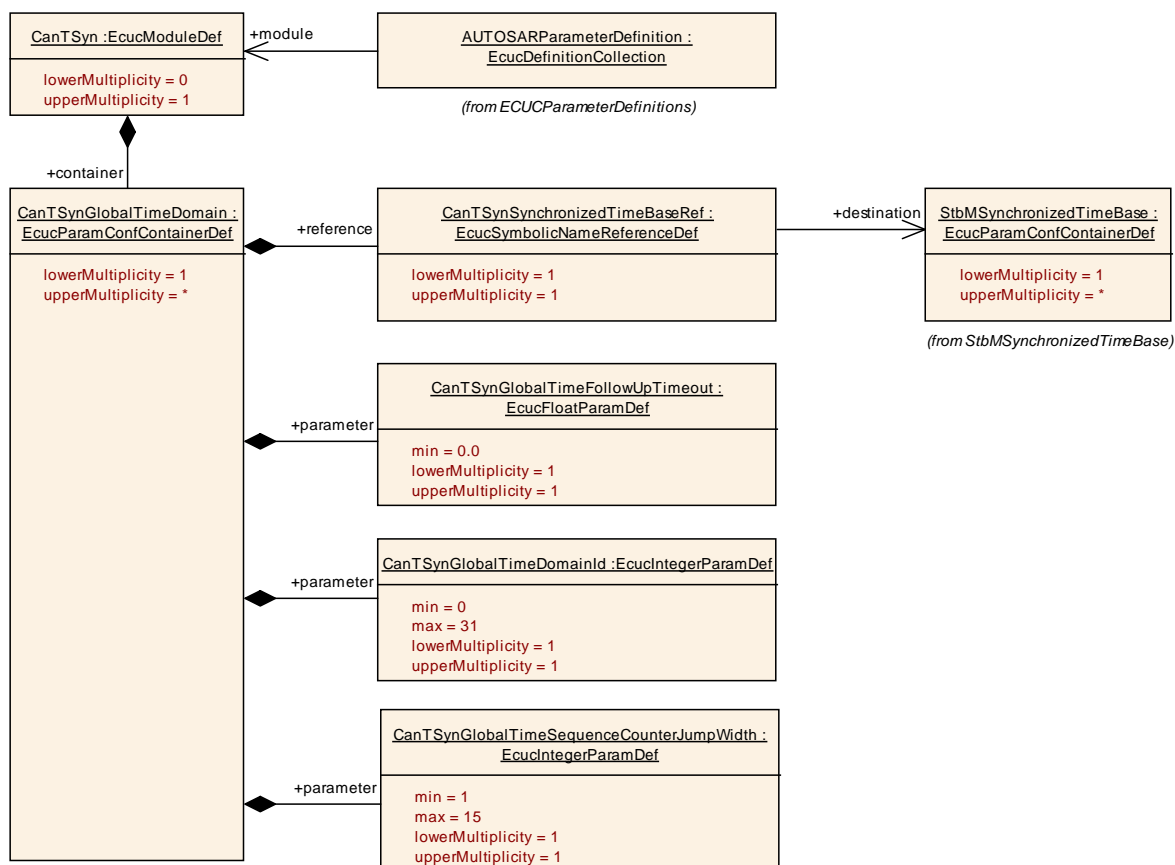 CanTSyn :EcucModuleDef
lowerMultiplicity = 0
upperMultiplicity = 1
+module
AUTOSARParameterDefinition :
EcucDefinitionCollection
(from ECUCParameterDefinitions)
+container
CanTSynGlobalTimeDomain :
EcucParamConfContainerDef
lowerMultiplicity = 1
upperMultiplicity = *
+reference
CanTSynSynchronizedTimeBaseRef :
EcucSymbolicNameReferenceDef
lowerMultiplicity = 1
upperMultiplicity = 1
+destination
StbMSynchronizedTimeBase :
EcucParamConfContainerDef
lowerMultiplicity = 1
upperMultiplicity = *
(from StbMSynchronizedTimeBase)
+parameter
CanTSynGlobalTimeFollowUpTimeout :
EcucFloatParamDef
min = 0.0
lowerMultiplicity = 1
upperMultiplicity = 1
+parameter
CanTSynGlobalTimeDomainId :EcucIntegerParamDef
min = 0
max = 31
lowerMultiplicity = 1
upperMultiplicity = 1
+parameter
CanTSynGlobalTimeSequenceCounterJumpWidth :
EcucIntegerParamDef
min = 1
max = 15
lowerMultiplicity = 1
upperMultiplicity = 1